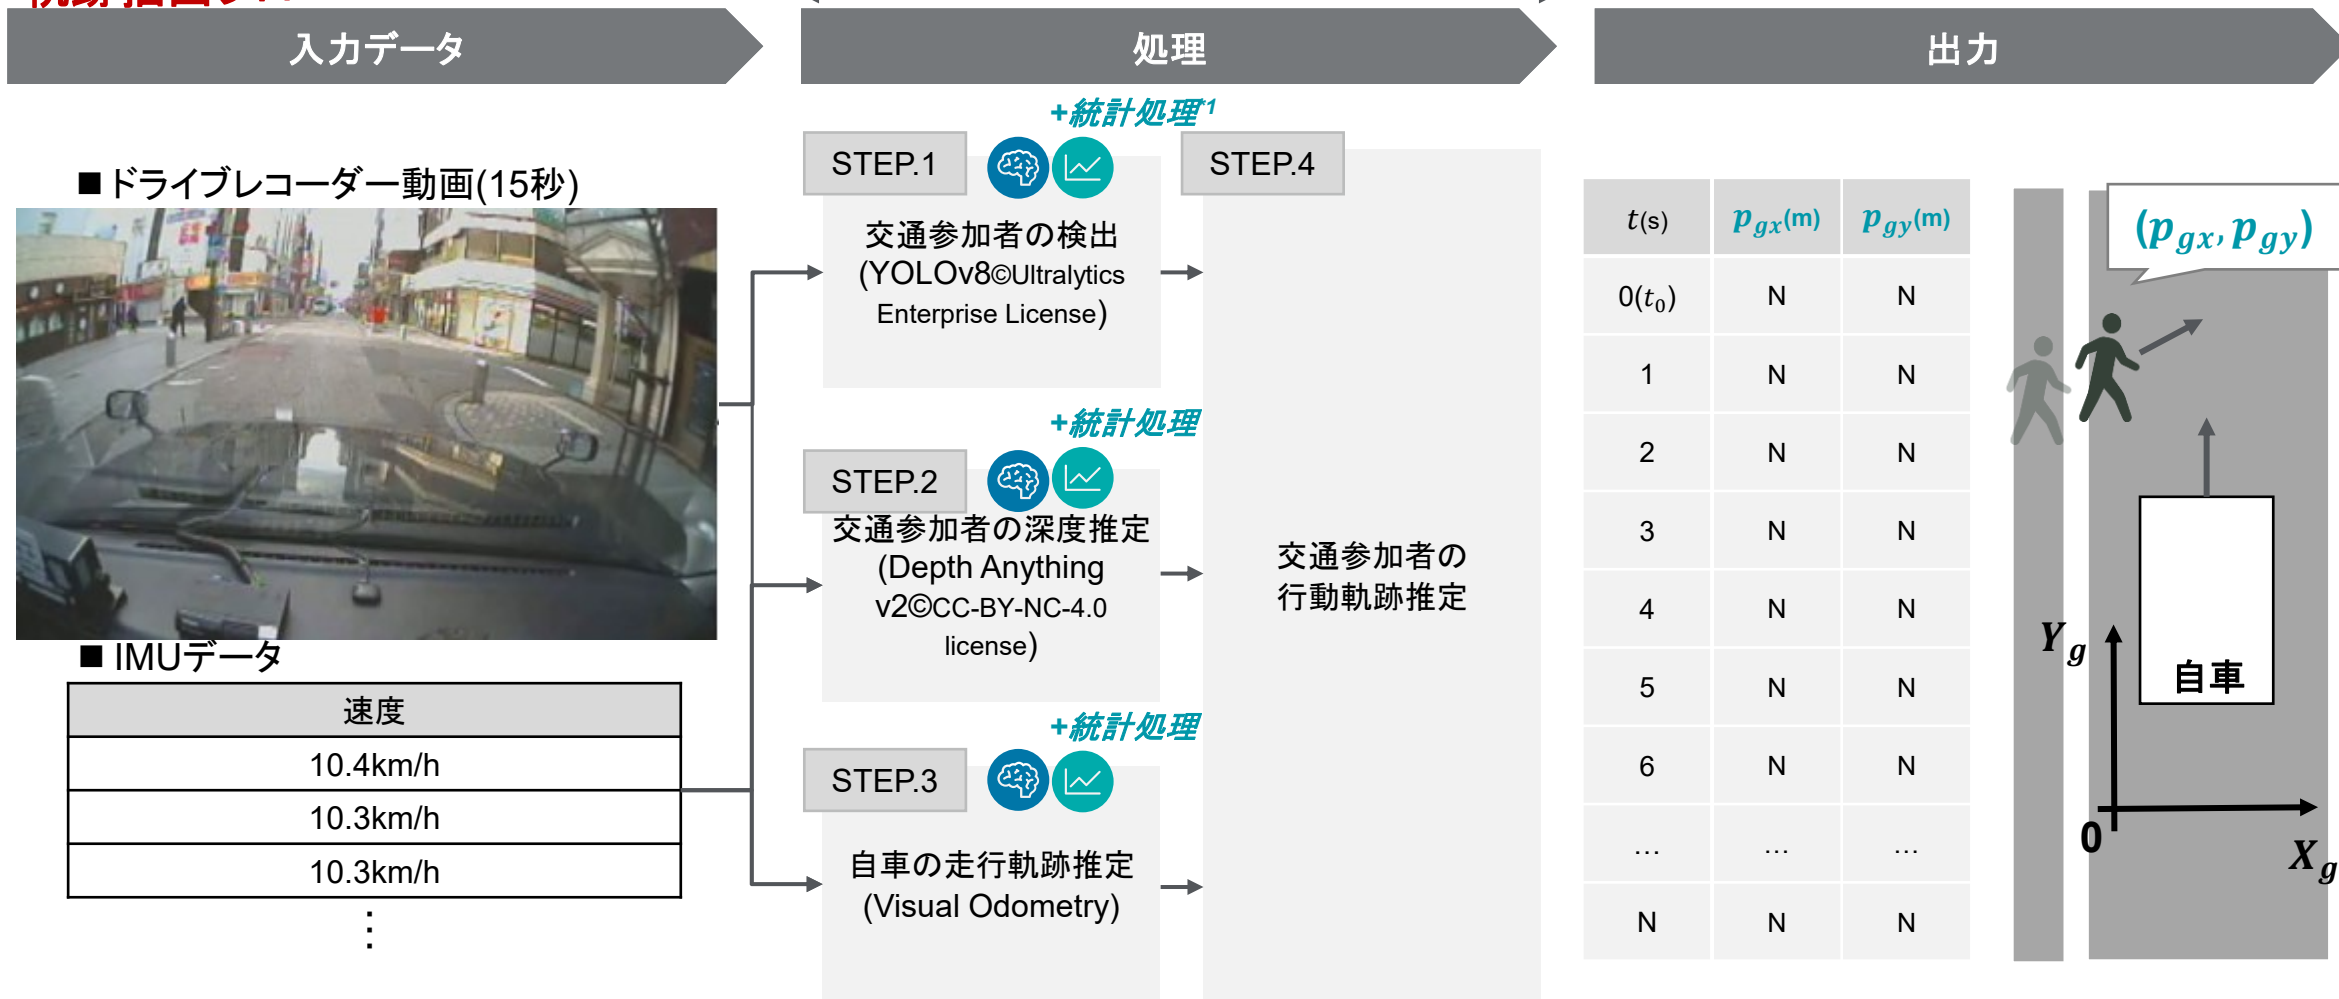 入力データ
処理
出力
■ドライブレコーダー動画(15秒)
■ IMUデータ
速度
10.4km/h
10.3km/h
10.3km/h
⋮
+統計処理*1
STEP.1
交通参加者の検出
(YOLOv8©Ultralytics
Enterprise License)
+統計処理
STEP.2
交通参加者の深度推定
(Depth Anything
v2©CC-BY-NC-4.0
license)
+統計処理
STEP.3
自車の走行軌跡推定
(Visual Odometry)
STEP.4
交通参加者の
行動軌跡推定
t(s) p_gx(m) p_gy(m)
0(t₀) N N
1 N N
2 N N
3 N N
4 N N
5 N N
6 N N
… … …
N N N
(p_gx, p_gy)
自車
Y_g
0
X_g